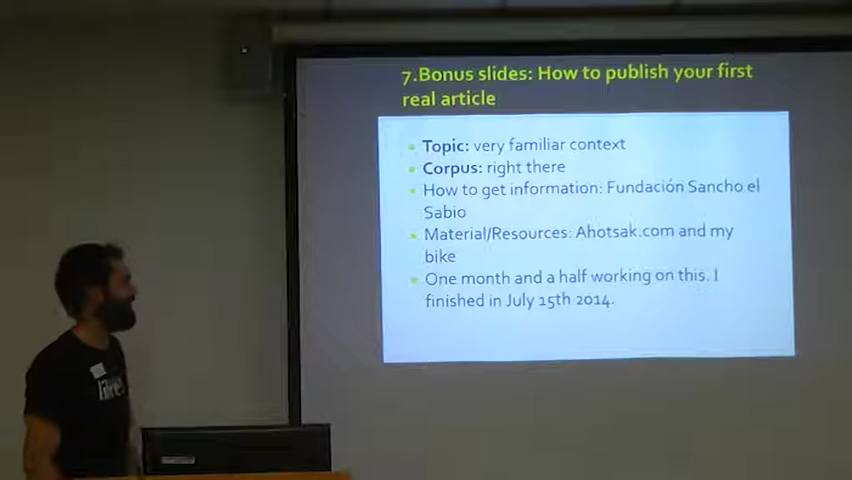 7.Bonus slides: How to publish your first
real article
Topic: very familiar context
Corpus: right there
How to get information: Fundación Sancho el
Sabio
Material/Resources: Ahotsak.com and my
bike
One month and a half working on this. I
finished in July 15th 2014.